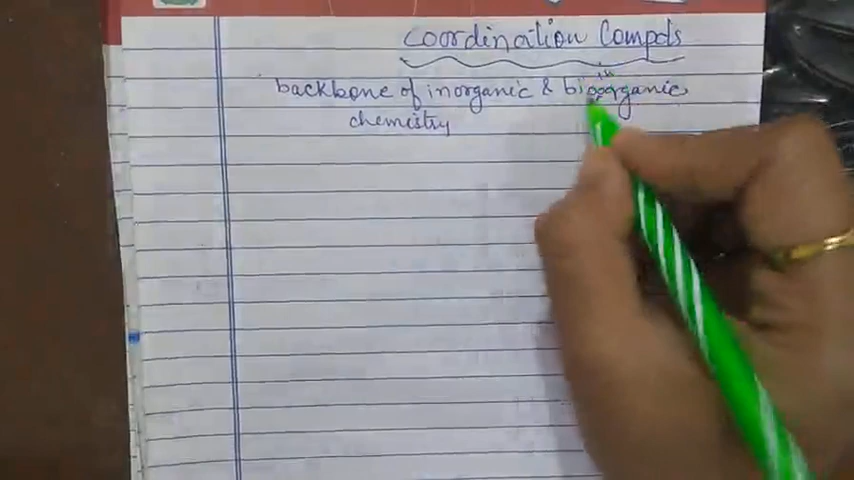 Coordination Compds
backbone of inorganic & bioinorganic
chemistry